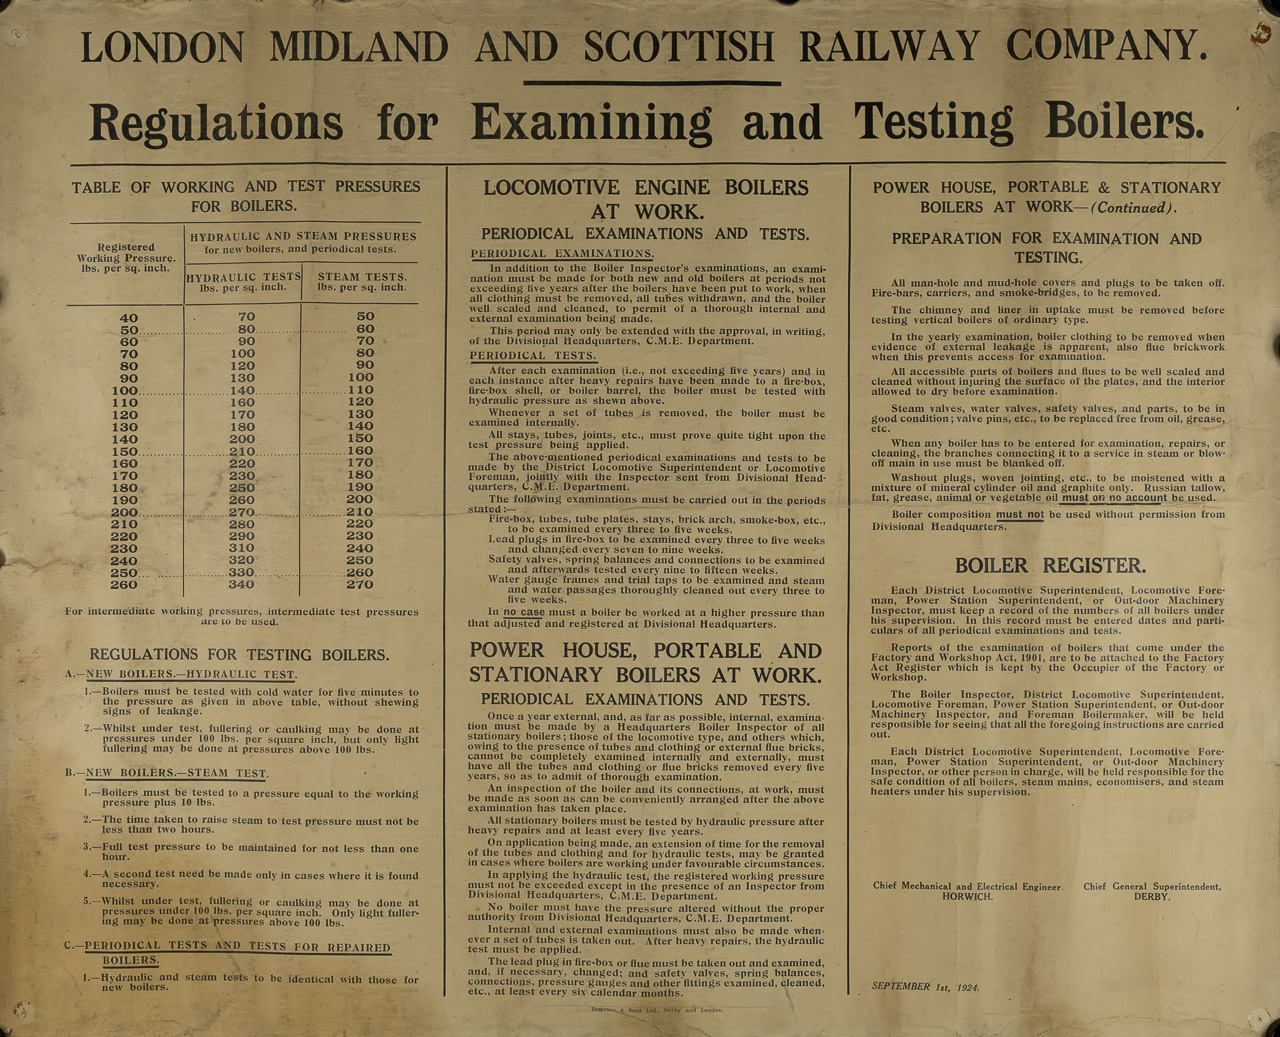 LONDON MIDLAND AND SCOTTISH RAILWAY COMPANY.
Regulations for Examining and Testing Boilers.
TABLE OF WORKING AND TEST PRESSURES
FOR BOILERS.
Registered
Working Pressure.
lbs. per sq. inch.
HYDRAULIC AND STEAM PRESSURES
for new boilers, and periodical tests.
HYDRAULIC TESTS
lbs. per sq. inch.
STEAM TESTS.
lbs. per sq. inch.
40 70 50
50 80 60
60 90 70
70 100 80
80 120 90
90 130 100
100 140 110
110 160 120
120 170 130
130 180 140
140 200 150
150 210 160
160 220 170
170 230 180
180 250 190
190 260 200
200 270 210
210 280 220
220 290 230
230 310 240
240 320 250
250 330 260
260 340 270
For intermediate working pressures, intermediate test pressures
are to be used.
REGULATIONS FOR TESTING BOILERS.
A.—NEW BOILERS.—HYDRAULIC TEST.
1.—Boilers must be tested with cold water for five minutes to
the pressure as given in above table, without shewing
signs of leakage.
2.—Whilst under test, fullering or caulking may be done at
pressures under 100 lbs. per square inch, but only light
fullering may be done at pressures above 100 lbs.
B.—NEW BOILERS.—STEAM TEST.
1.—Boilers must be tested to a pressure equal to the working
pressure plus 10 lbs.
2.—The time taken to raise steam to test pressure must not be
less than two hours.
3.—Full test pressure to be maintained for not less than one
hour.
4.—A second test need be made only in cases where it is found
necessary.
5.—Whilst under test, fullering or caulking may be done at
pressures under 100 lbs. per square inch. Only light fuller-
ing may be done at pressures above 100 lbs.
C.—PERIODICAL TESTS AND TESTS FOR REPAIRED
BOILERS.
1.—Hydraulic and steam tests to be identical with those for
new boilers.
LOCOMOTIVE ENGINE BOILERS
AT WORK.
PERIODICAL EXAMINATIONS AND TESTS.
PERIODICAL EXAMINATIONS.
In addition to the Boiler Inspector's examinations, an exami-
nation must be made for both new and old boilers at periods not
exceeding five years after the boilers have been put to work, when
all clothing must be removed, all tubes withdrawn, and the boiler
well scaled and cleaned, to permit of a thorough internal and
external examination being made.
This period may only be extended with the approval, in writing,
of the Divisional Headquarters, C.M.E. Department.
PERIODICAL TESTS.
After each examination (i.e., not exceeding five years) and in
each instance after heavy repairs have been made to a fire-box,
fire-box shell, or boiler barrel, the boiler must be tested with
hydraulic pressure as shewn above.
Whenever a set of tubes is removed, the boiler must be
examined internally.
All stays, tubes, joints, etc., must prove quite tight upon the
test pressure being applied.
The above-mentioned periodical examinations and tests to be
made by the District Locomotive Superintendent or Locomotive
Foreman, jointly with the Inspector sent from Divisional Head-
quarters, C.M.E. Department.
The following examinations must be carried out in the periods
stated :—
Fire-box, tubes, tube plates, stays, brick arch, smoke-box, etc.,
to be examined every three to five weeks.
Lead plugs in fire-box to be examined every three to five weeks
and changed every seven to nine weeks.
Safety valves, spring balances and connections to be examined
and afterwards tested every nine to fifteen weeks.
Water gauge frames and trial taps to be examined and steam
and water passages thoroughly cleaned out every three to
five weeks.
In no case must a boiler be worked at a higher pressure than
that adjusted and registered at Divisional Headquarters.
POWER HOUSE, PORTABLE AND
STATIONARY BOILERS AT WORK.
PERIODICAL EXAMINATIONS AND TESTS.
Once a year external, and, as far as possible, internal, examina-
tion must be made by a Headquarters Boiler Inspector of all
stationary boilers; those of the locomotive type, and others which,
owing to the presence of tubes and clothing or external flue bricks,
cannot be completely examined internally and externally, must
have all the tubes and clothing or flue bricks removed every five
years, so as to admit of thorough examination.
An inspection of the boiler and its connections, at work, must
be made as soon as can be conveniently arranged after the above
examination has taken place.
All stationary boilers must be tested by hydraulic pressure after
heavy repairs and at least every five years.
On application being made, an extension of time for the removal
of the tubes and clothing and for hydraulic tests, may be granted
in cases where boilers are working under favourable circumstances.
In applying the hydraulic test, the registered working pressure
must not be exceeded except in the presence of an Inspector from
Divisional Headquarters, C.M.E. Department.
No boiler must have the pressure altered without the proper
authority from Divisional Headquarters, C.M.E. Department.
Internal and external examinations must also be made when-
ever a set of tubes is taken out. After heavy repairs, the hydraulic
test must be applied.
The lead plug in fire-box or flue must be taken out and examined,
and, if necessary, changed; and safety valves, spring balances,
connections, pressure gauges and other fittings examined, cleaned,
etc., at least every six calendar months.
Bemrose & Sons Ltd., Derby and London.
POWER HOUSE, PORTABLE & STATIONARY
BOILERS AT WORK—(Continued).
PREPARATION FOR EXAMINATION AND
TESTING.
All man-hole and mud-hole covers and plugs to be taken off.
Fire-bars, carriers, and smoke-bridges, to be removed.
The chimney and liner in uptake must be removed before
testing vertical boilers of ordinary type.
In the yearly examination, boiler clothing to be removed when
evidence of external leakage is apparent, also flue brickwork
when this prevents access for examination.
All accessible parts of boilers and flues to be well scaled and
cleaned without injuring the surface of the plates, and the interior
allowed to dry before examination.
Steam valves, water valves, safety valves, and parts, to be in
good condition; valve pins, etc., to be replaced free from oil, grease,
etc.
When any boiler has to be entered for examination, repairs, or
cleaning, the branches connecting it to a service in steam or blow-
off main in use must be blanked off.
Washout plugs, woven jointing, etc., to be moistened with a
mixture of mineral cylinder oil and graphite only. Russian tallow,
fat, grease, animal or vegetable oil must on no account be used.
Boiler composition must not be used without permission from
Divisional Headquarters.
BOILER REGISTER.
Each District Locomotive Superintendent, Locomotive Fore-
man, Power Station Superintendent, or Out-door Machinery
Inspector, must keep a record of the numbers of all boilers under
his supervision. In this record must be entered dates and parti-
culars of all periodical examinations and tests.
Reports of the examination of boilers that come under the
Factory and Workshop Act, 1901, are to be attached to the Factory
Act Register which is kept by the Occupier of the Factory or
Workshop.
The Boiler Inspector, District Locomotive Superintendent,
Locomotive Foreman, Power Station Superintendent, or Out-door
Machinery Inspector, and Foreman Boilermaker, will be held
responsible for seeing that all the foregoing instructions are carried
out.
Each District Locomotive Superintendent, Locomotive Fore-
man, Power Station Superintendent, or Out-door Machinery
Inspector, or other person in charge, will be held responsible for the
safe condition of all boilers, steam mains, economisers, and steam
heaters under his supervision.
Chief Mechanical and Electrical Engineer
HORWICH.
Chief General Superintendent,
DERBY.
SEPTEMBER 1st, 1924.